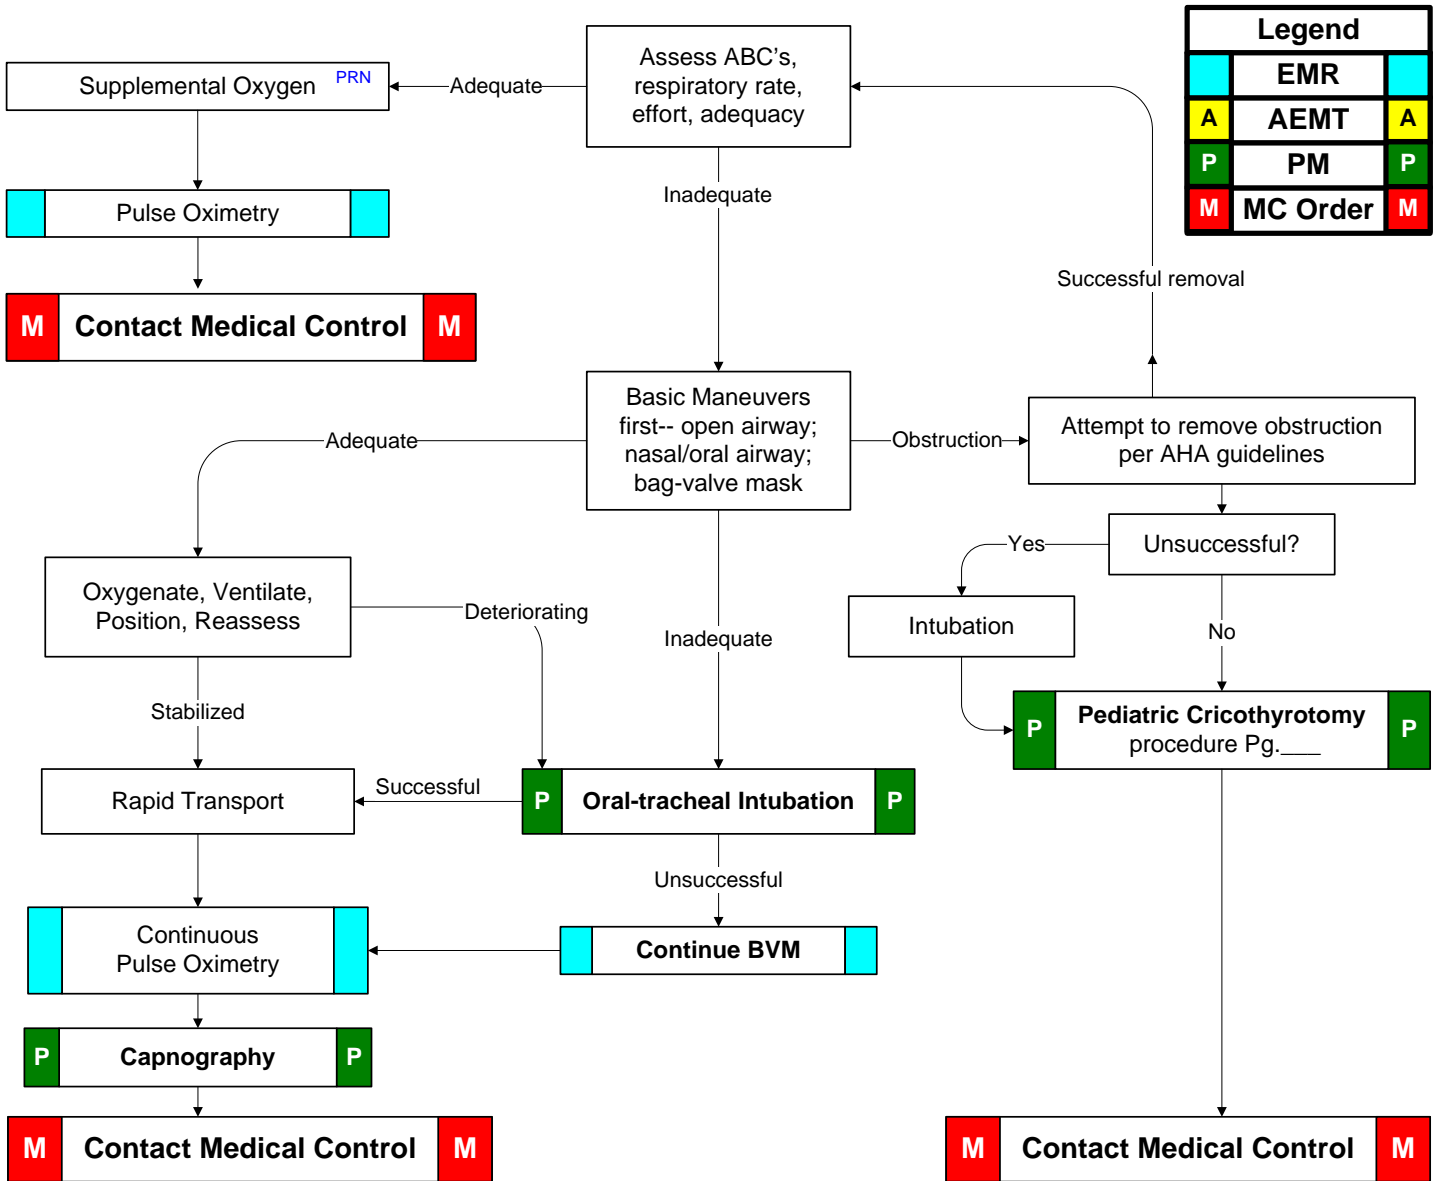 Assess ABC's,
respiratory rate,
effort, adequacy
Legend
EMR
A AEMT A
P PM P
M MC Order M
Supplemental Oxygen PRN
Adequate
Inadequate
Pulse Oximetry
Successful removal
M Contact Medical Control M
Basic Maneuvers
first-- open airway;
nasal/oral airway;
bag-valve mask
Adequate
Obstruction
Attempt to remove obstruction
per AHA guidelines
Yes
Unsuccessful?
Oxygenate, Ventilate,
Position, Reassess
Deteriorating
Inadequate
Intubation
No
Stabilized
P Pediatric Cricothyrotomy P
procedure Pg.___
Rapid Transport
Successful
P Oral-tracheal Intubation P
Unsuccessful
Continuous
Pulse Oximetry
Continue BVM
P Capnography P
M Contact Medical Control M
M Contact Medical Control M